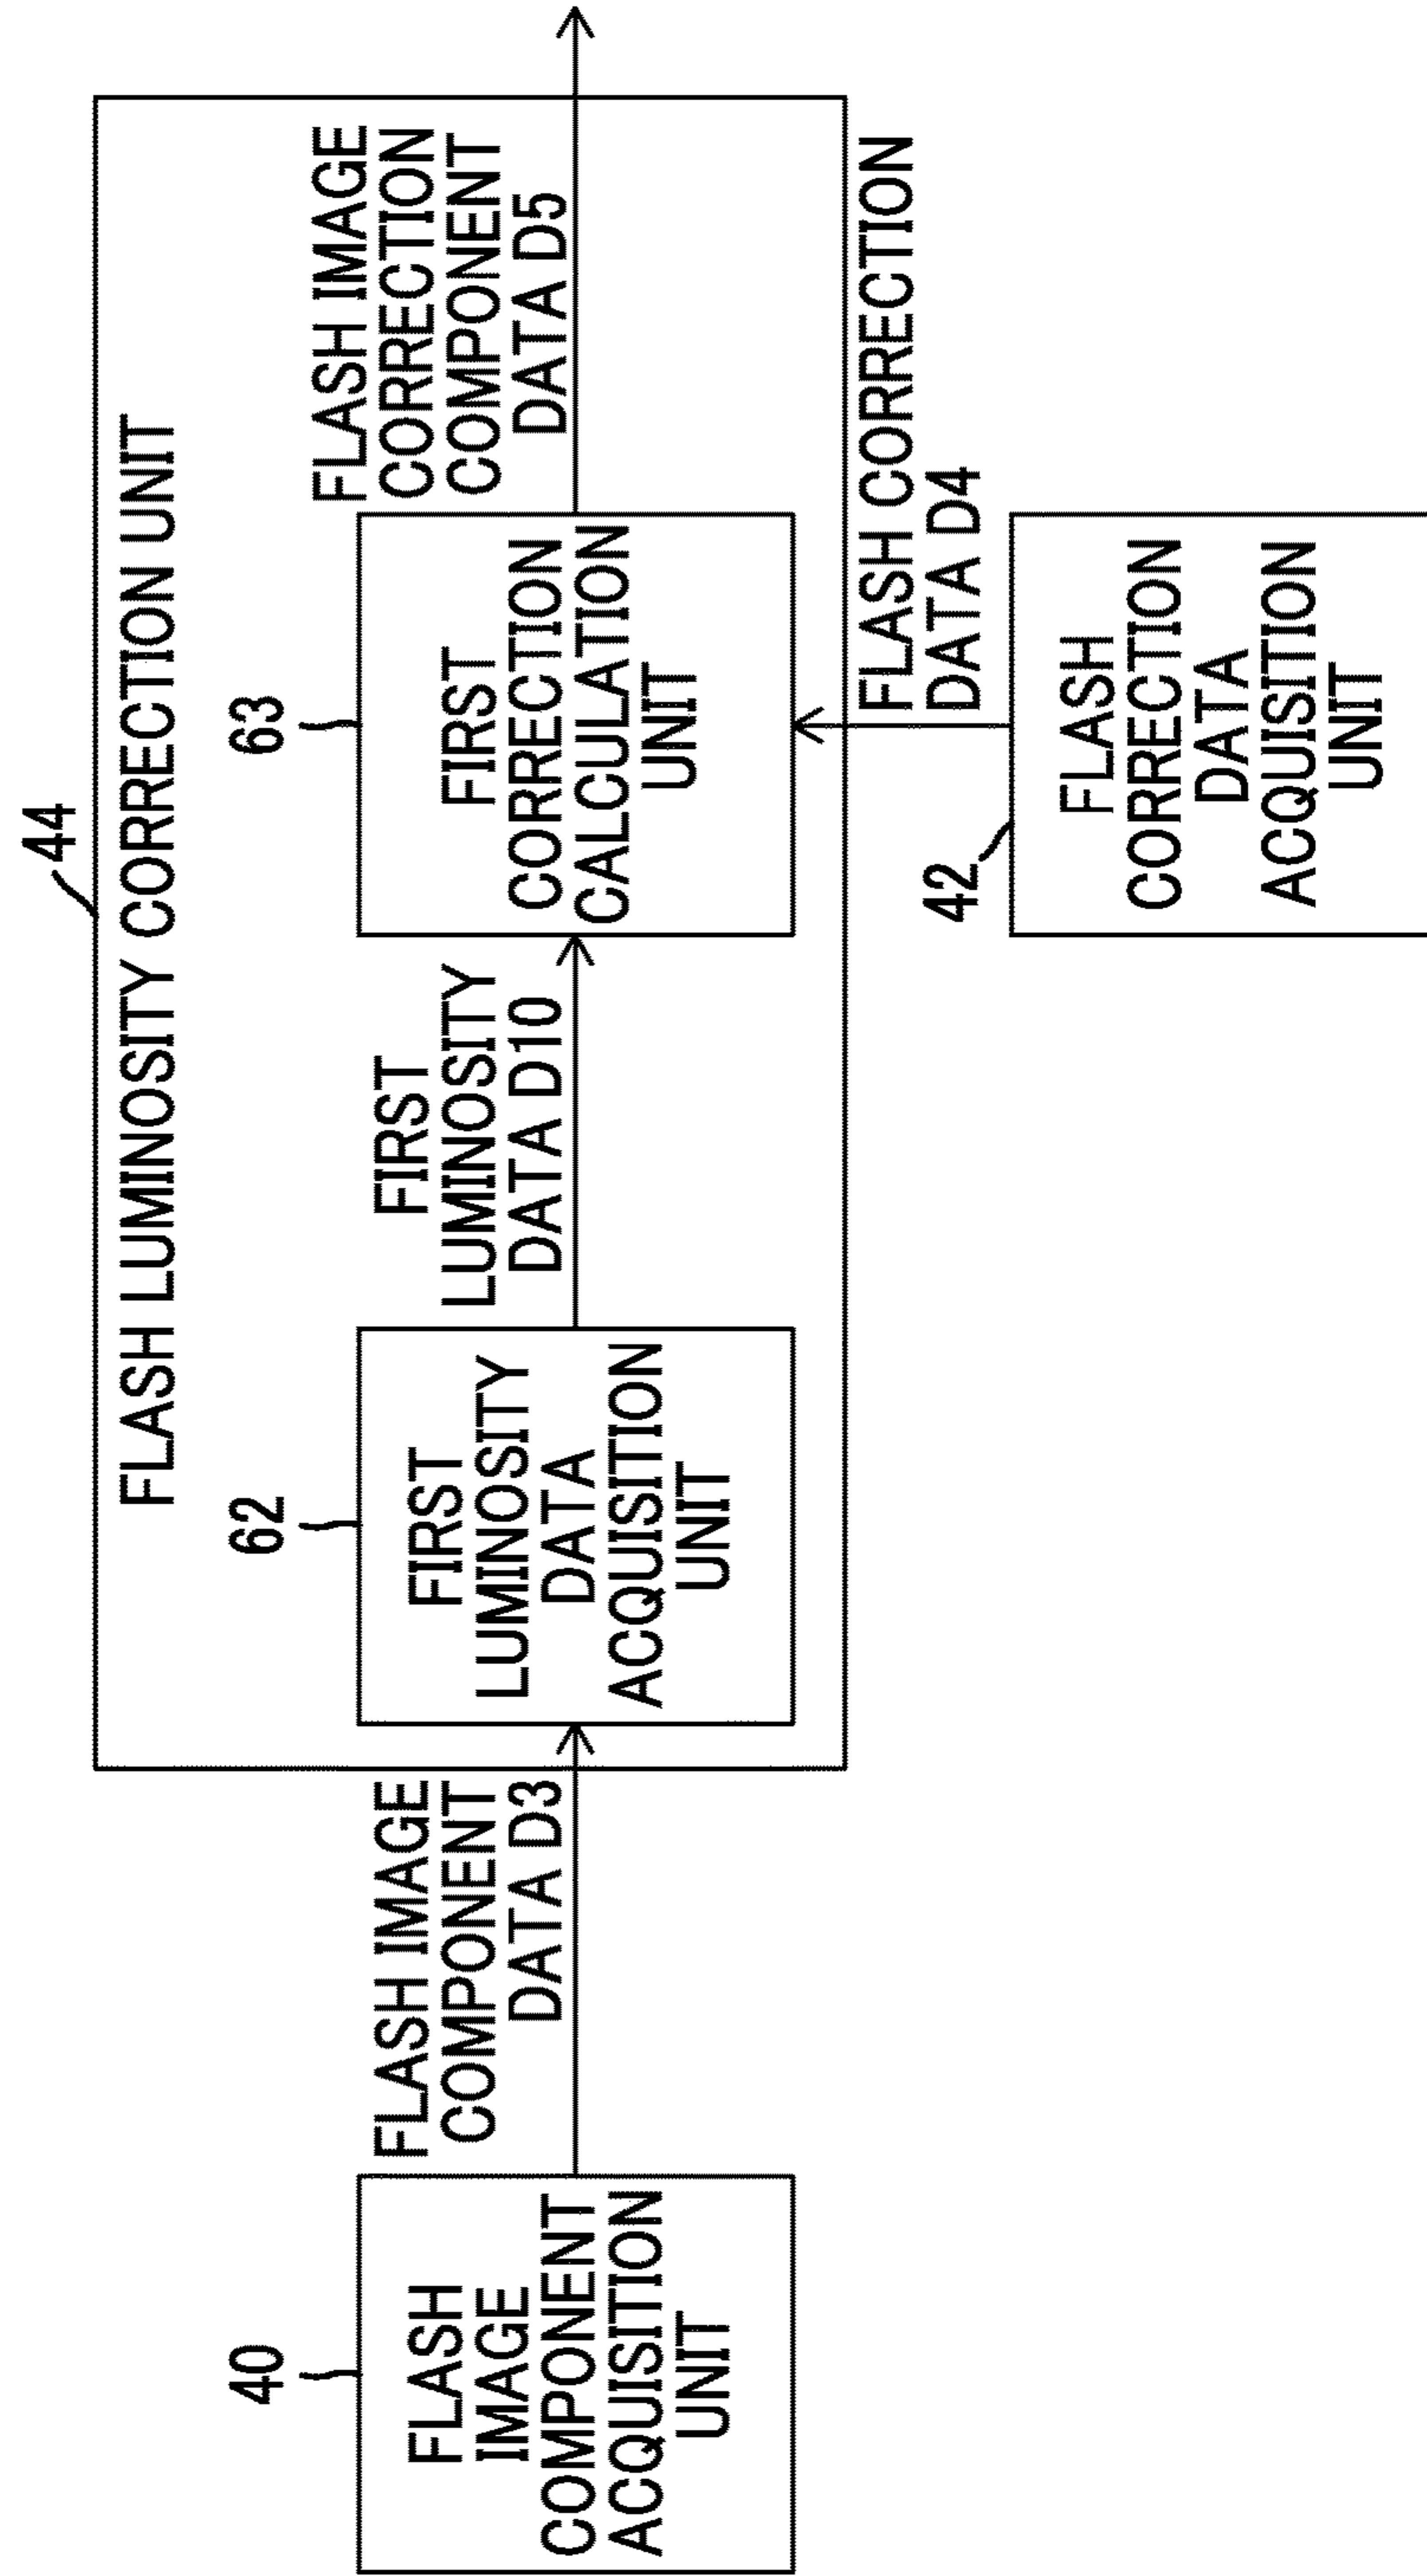 44
FLASH LUMINOSITY CORRECTION UNIT
40
FLASH
IMAGE
COMPONENT
ACQUISITION
UNIT
FLASH IMAGE
COMPONENT
DATA D3
62
FIRST
LUMINOSITY
DATA
ACQUISITION
UNIT
FIRST
LUMINOSITY
DATA D10
63
FIRST
CORRECTION
CALCULATION
UNIT
FLASH IMAGE
CORRECTION
COMPONENT
DATA D5
FLASH CORRECTION
DATA D4
42
FLASH
CORRECTION
DATA
ACQUISITION
UNIT